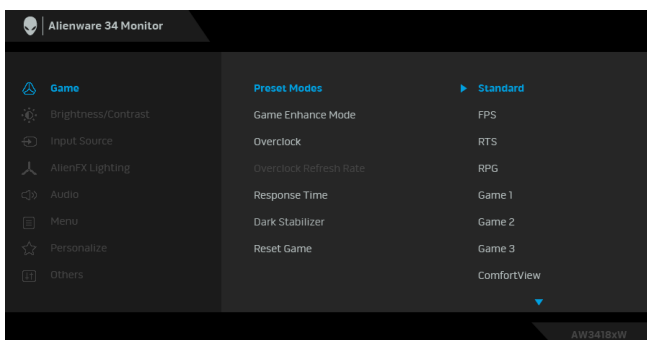 Alienware 34 Monitor
Game
Preset Modes
Standard
Brightness/Contrast
Game Enhance Mode
FPS
Input Source
Overclock
RTS
AlienFX Lighting
Overclock Refresh Rate
RPG
Audio
Response Time
Game 1
Menu
Dark Stabilizer
Game 2
Personalize
Reset Game
Game 3
Others
ComfortView
AW3418xW